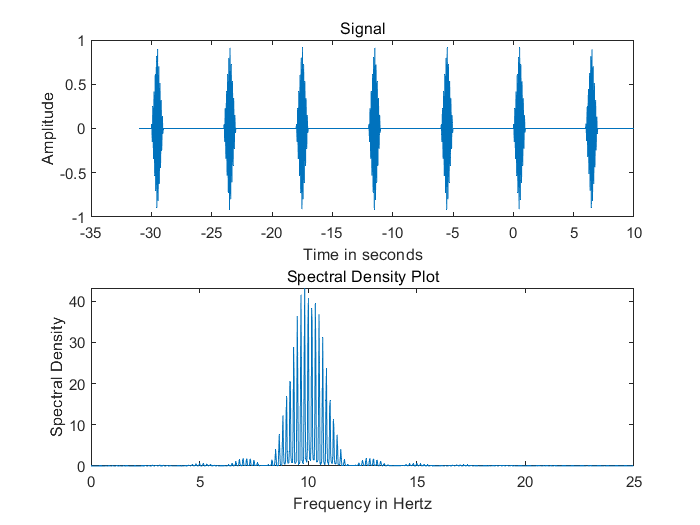 Signal
1
0.5
0
-0.5
-1
Amplitude
-35 -30 -25 -20 -15 -10 -5 0 5 10
Time in seconds
Spectral Density Plot
40
30
20
10
0
Spectral Density
0 5 10 15 20 25
Frequency in Hertz